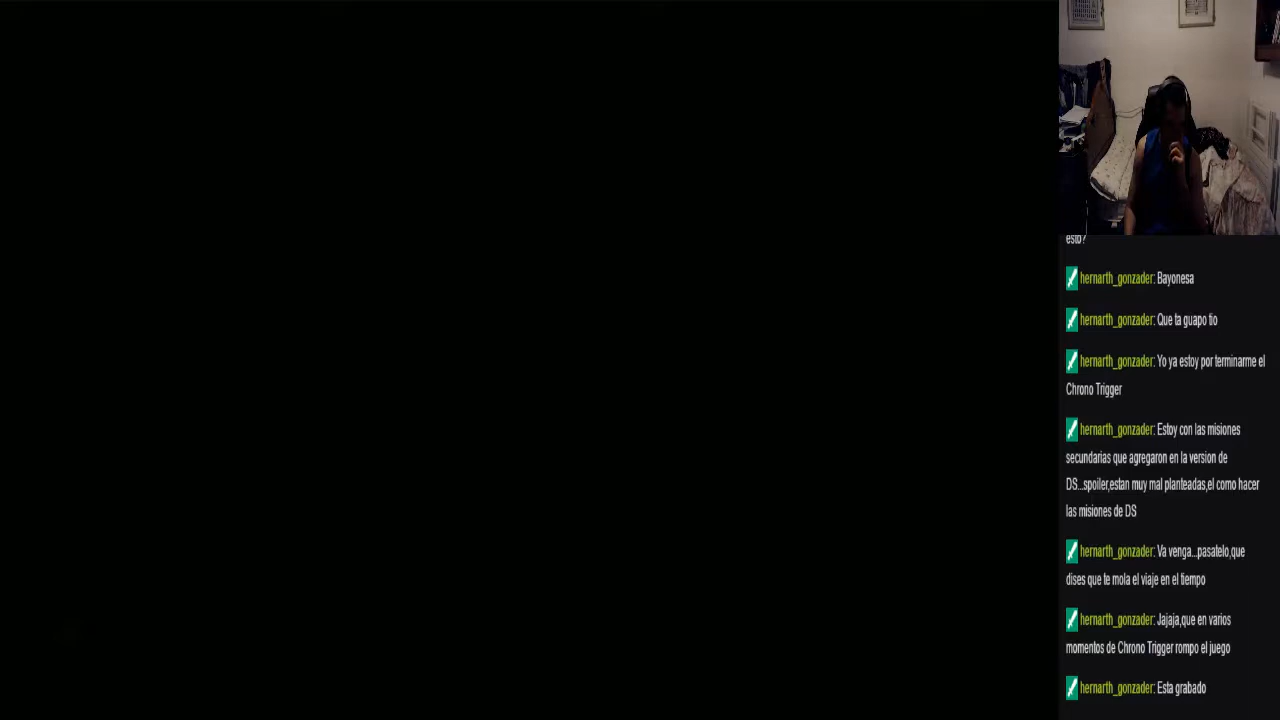 esto?
hernarth_gonzader: Bayonesa
hernarth_gonzader: Que ta guapo tio
hernarth_gonzader: Yo ya estoy por terminarme el
Chrono Trigger
hernarth_gonzader: Estoy con las misiones
secundarias que agregaron en la version de
DS...spoiler,estan muy mal planteadas,el como hacer
las misiones de DS
hernarth_gonzader: Va venga...pasatelo,que
dises que te mola el viaje en el tiempo
hernarth_gonzader: Jajaja,que en varios
momentos de Chrono Trigger rompo el juego
hernarth_gonzader: Esta grabado